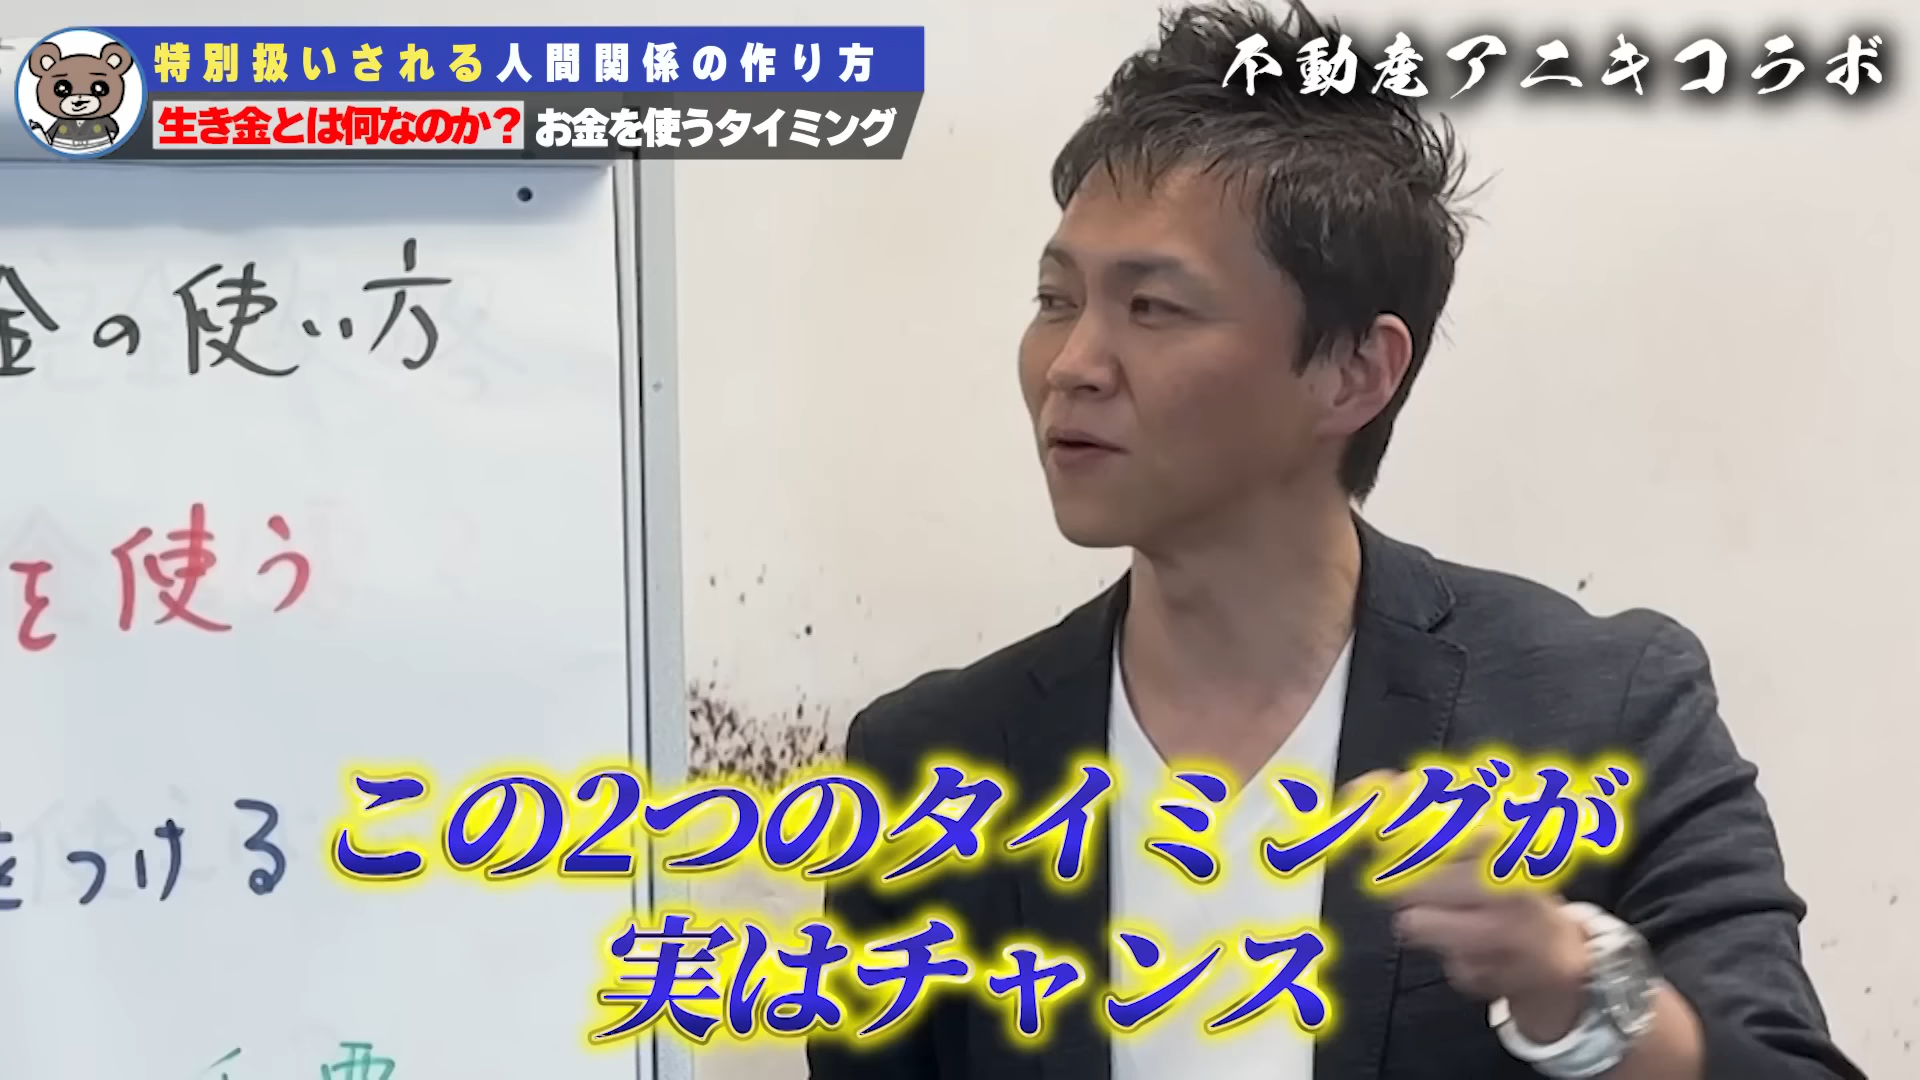 特別扱いされる人間関係の作り方
生き金とは何なのか? お金を使うタイミング
不動産アニキコラボ
金の使い方
を使う
をつける
この2つのタイミングが
実はチャンス